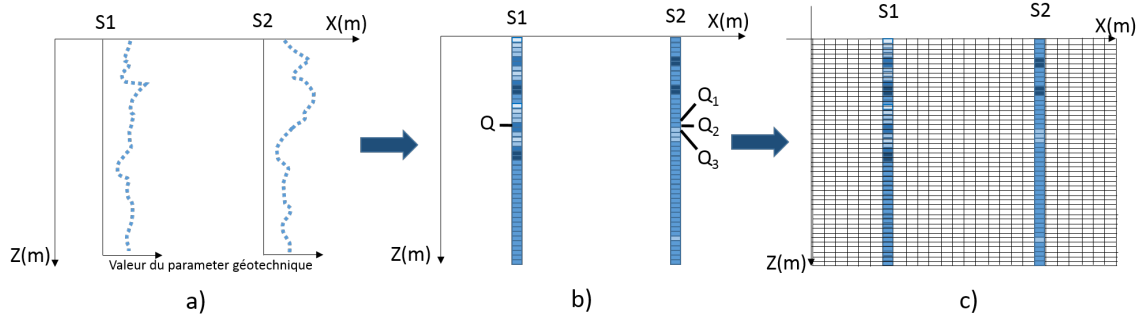 S1
S2
X(m)
Z(m)
Valeur du parameter géotechnique
a)
S1
S2
X(m)
Q
Q1
Q2
Q3
Z(m)
b)
S1
S2
X(m)
Z(m)
c)